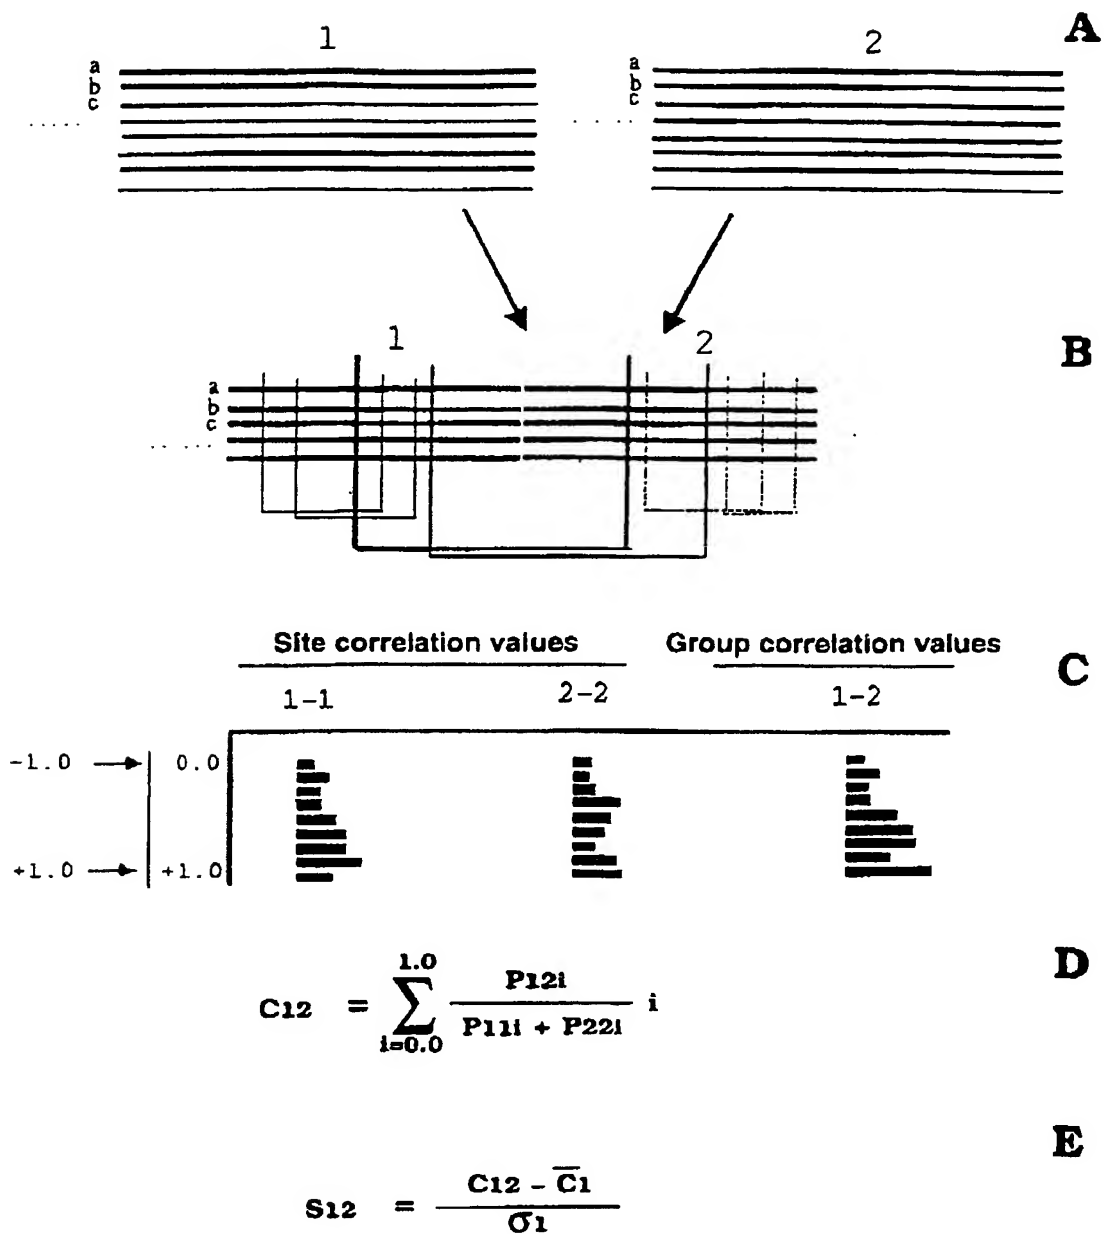 A
1 2
a a
b b
c c
..... .....
B
1 2
a
b
c
.....
Site correlation values Group correlation values
C
1-1 2-2 1-2
-1.0 0.0
+1.0 +1.0
D
C12 = 1.0 ∑ i=0.0 P12i / P11i + P22i i
E
S12 = C12 - C̅1 / σ1